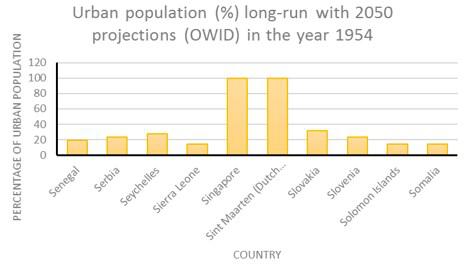 Urban population (%) long-run with 2050
projections (OWID) in the year 1954
PERCENTAGE OF URBAN POPULATION
120
100
80
60
40
20
0
Senegal
Serbia
Seychelles
Sierra Leone
Singapore
Sint Maarten (Dutch...
Slovakia
Slovenia
Solomon Islands
Somalia
COUNTRY